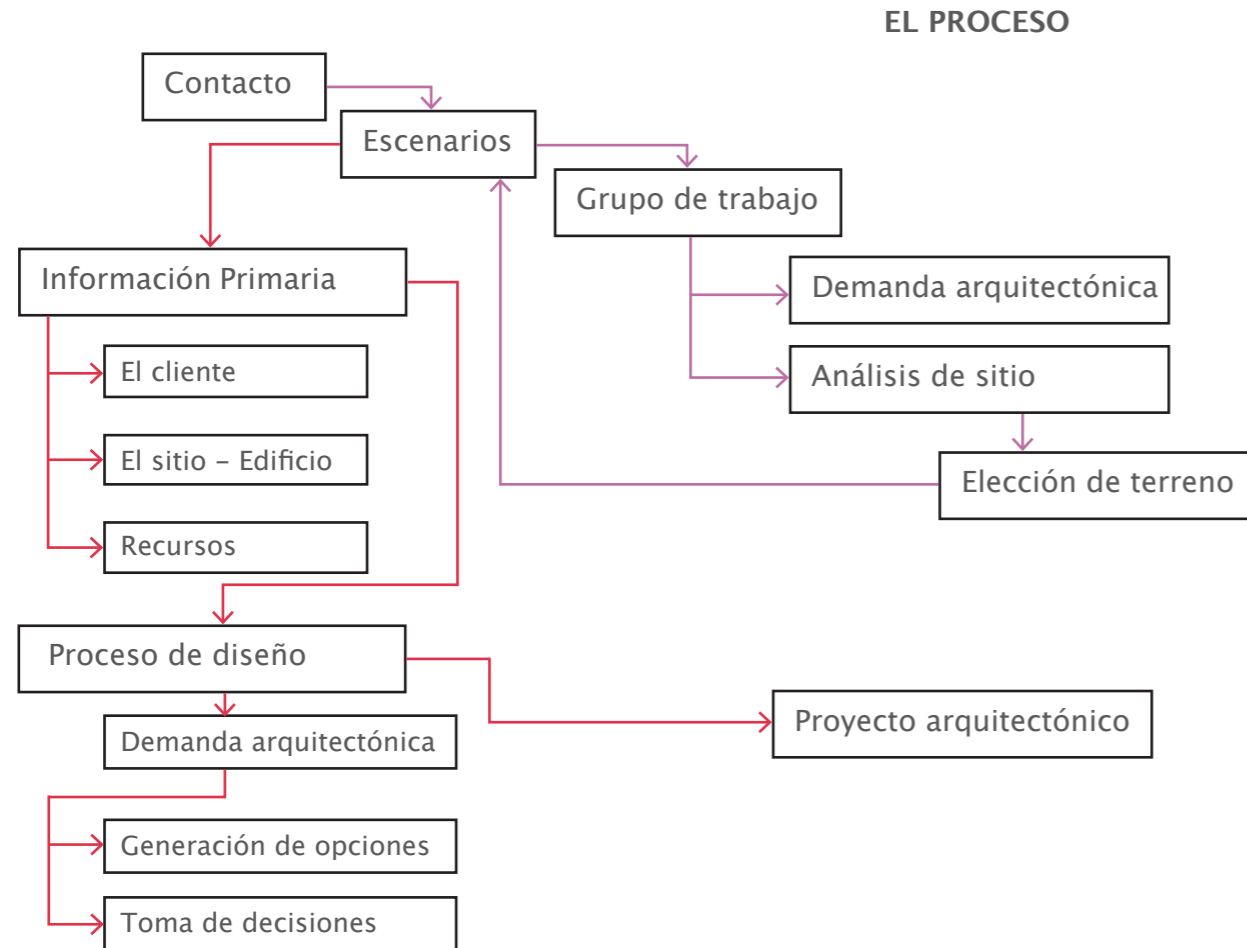 EL PROCESO
Contacto
Escenarios
Grupo de trabajo
Información Primaria
Demanda arquitectónica
El cliente
Análisis de sitio
El sitio – Edificio
Elección de terreno
Recursos
Proceso de diseño
Proyecto arquitectónico
Demanda arquitectónica
Generación de opciones
Toma de decisiones